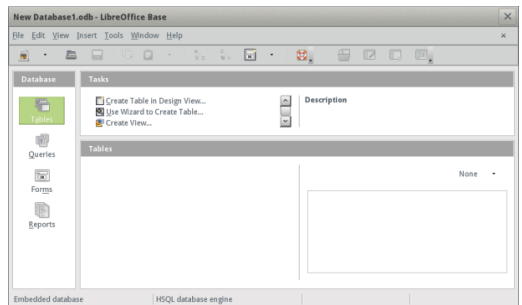 New Database1.odb - LibreOffice Base
File Edit View Insert Tools Window Help
Database
Tables
Queries
Forms
Reports
Tasks
Create Table in Design View...
Use Wizard to Create Table...
Create View...
Description
Tables
None
Embedded database HSQL database engine